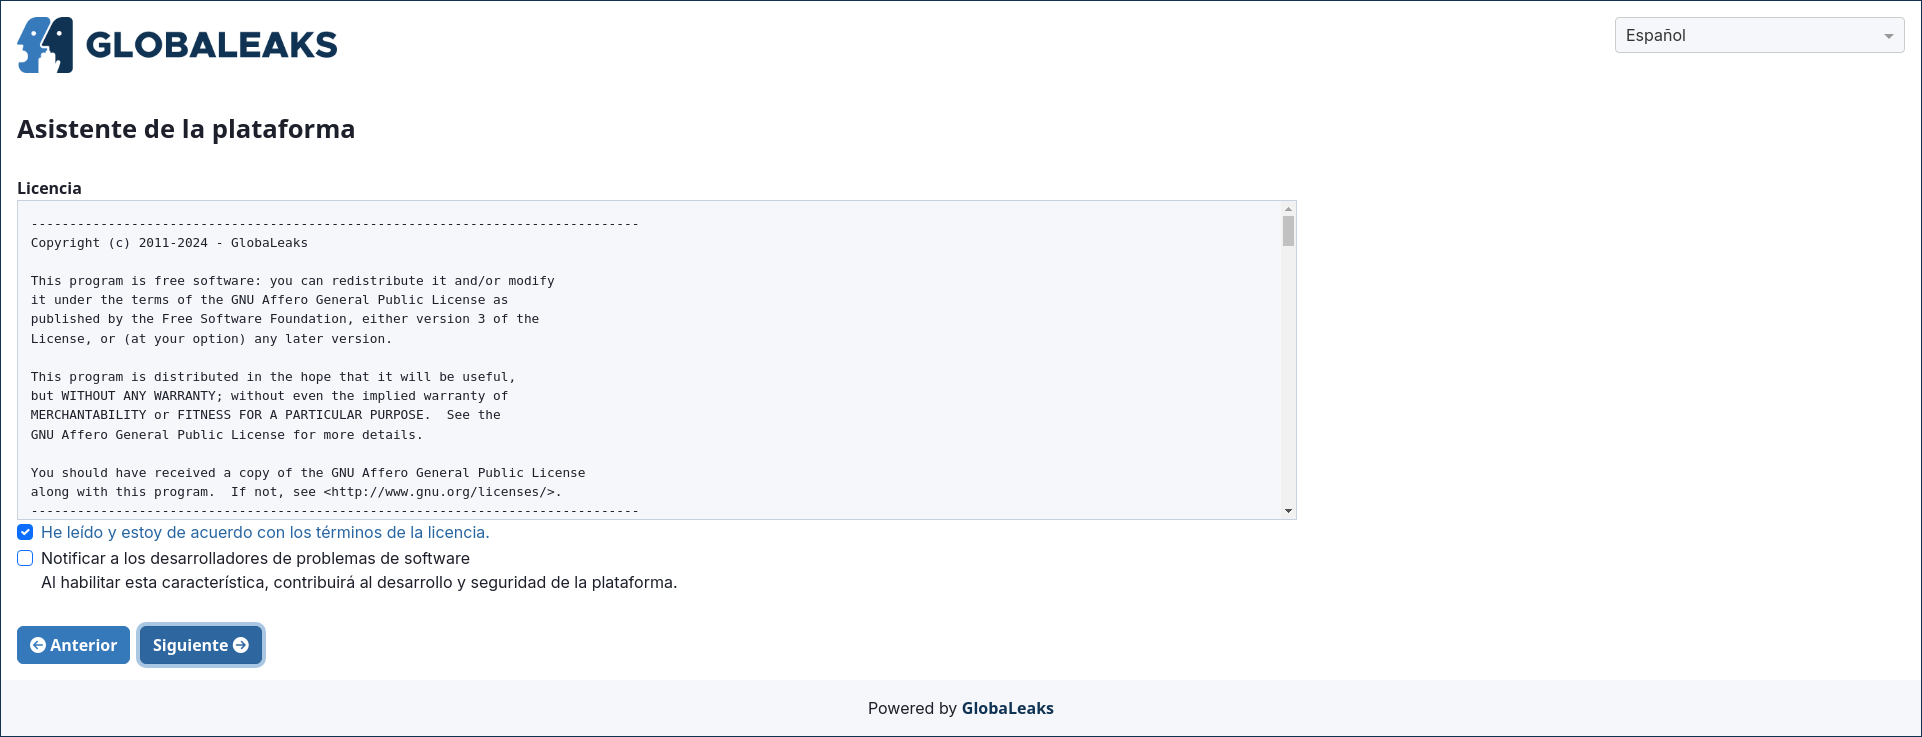 GLOBALEAKS
Español
Asistente de la plataforma
Licencia
-------------------------------------------------------------------------------
Copyright (c) 2011-2024 - GlobaLeaks
This program is free software: you can redistribute it and/or modify
it under the terms of the GNU Affero General Public License as
published by the Free Software Foundation, either version 3 of the
License, or (at your option) any later version.
This program is distributed in the hope that it will be useful,
but WITHOUT ANY WARRANTY; without even the implied warranty of
MERCHANTABILITY or FITNESS FOR A PARTICULAR PURPOSE.  See the
GNU Affero General Public License for more details.
You should have received a copy of the GNU Affero General Public License
along with this program.  If not, see <http://www.gnu.org/licenses/>.
-------------------------------------------------------------------------------
He leído y estoy de acuerdo con los términos de la licencia.
Notificar a los desarrolladores de problemas de software
Al habilitar esta característica, contribuirá al desarrollo y seguridad de la plataforma.
Anterior
Siguiente
Powered by GlobaLeaks